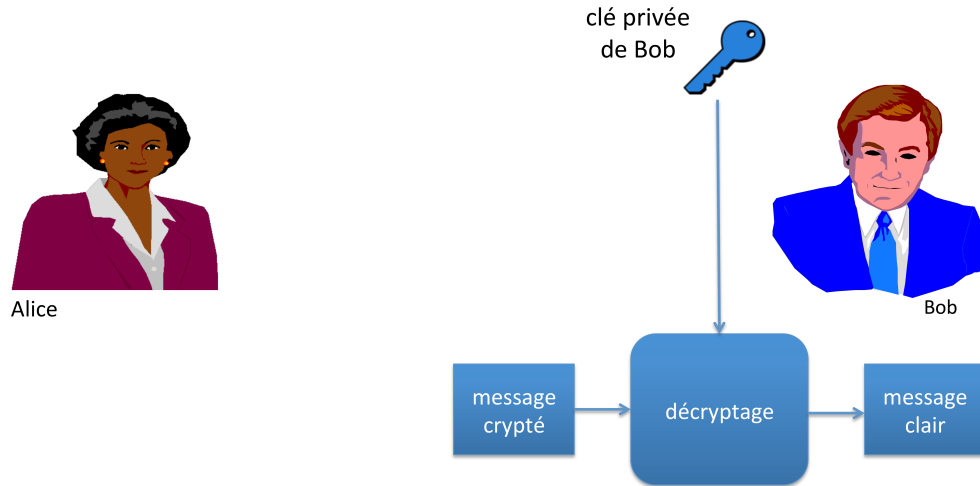 clé privée
de Bob
Alice
Bob
message
crypté
décryptage
message
clair